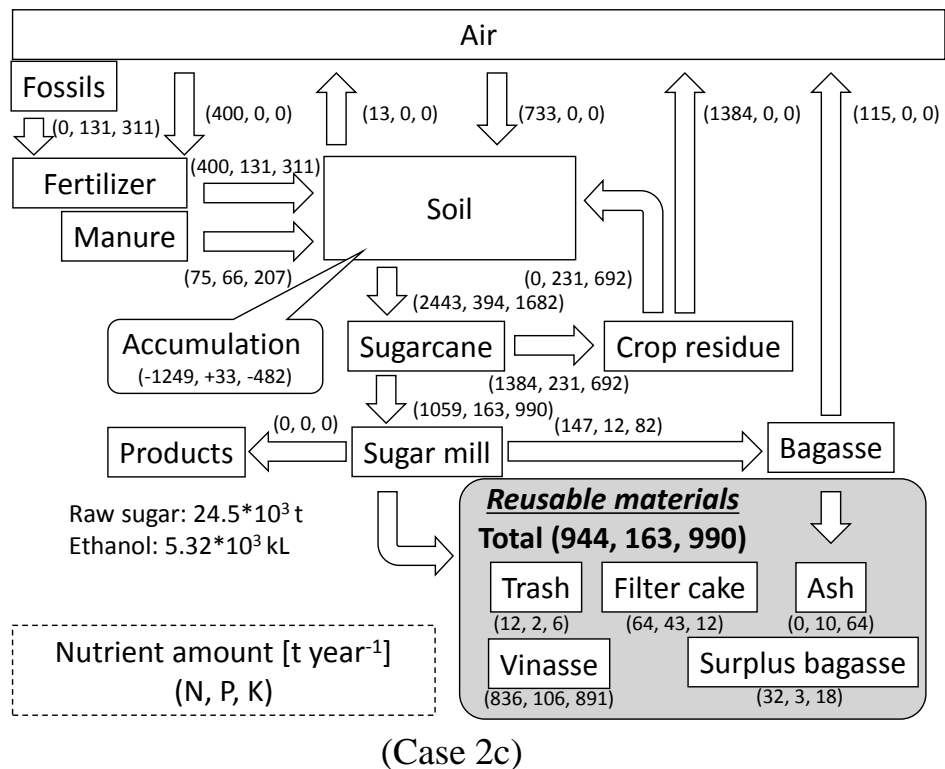 Air
Fossils
(0, 131, 311)
(400, 0, 0)
(13, 0, 0)
(733, 0, 0)
(1384, 0, 0)
(115, 0, 0)
Fertilizer
(400, 131, 311)
Soil
Manure
(75, 66, 207)
(0, 231, 692)
(2443, 394, 1682)
Accumulation
(-1249, +33, -482)
Sugarcane
Crop residue
(1384, 231, 692)
(1059, 163, 990)
(0, 0, 0)
(147, 12, 82)
Products
Sugar mill
Bagasse
Raw sugar: 24.5*10³ t
Ethanol: 5.32*10³ kL
Reusable materials
Total (944, 163, 990)
Trash
Filter cake
Ash
(12, 2, 6)
(64, 43, 12)
(0, 10, 64)
Vinasse
Surplus bagasse
(836, 106, 891)
(32, 3, 18)
Nutrient amount [t year⁻¹]
(N, P, K)
(Case 2c)